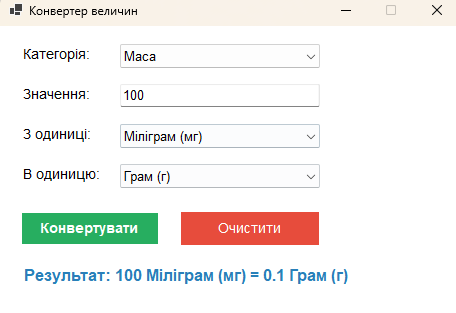 Конвертер величин
Категорія: Маса
Значення: 100
З одиниці: Міліграм (мг)
В одиницю: Грам (г)
Конвертувати Очистити
Результат: 100 Міліграм (мг) = 0.1 Грам (г)